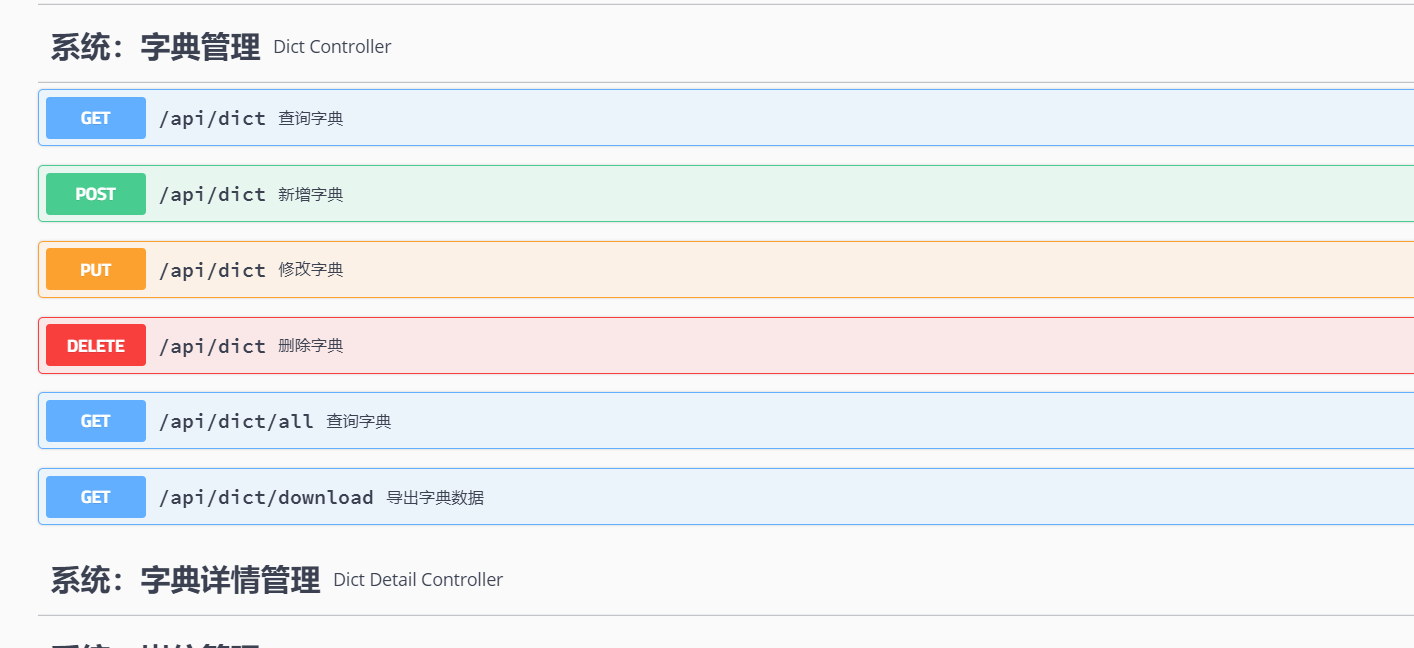 系统：字典管理 Dict Controller
GET /api/dict 查询字典
POST /api/dict 新增字典
PUT /api/dict 修改字典
DELETE /api/dict 删除字典
GET /api/dict/all 查询字典
GET /api/dict/download 导出字典数据
系统：字典详情管理 Dict Detail Controller